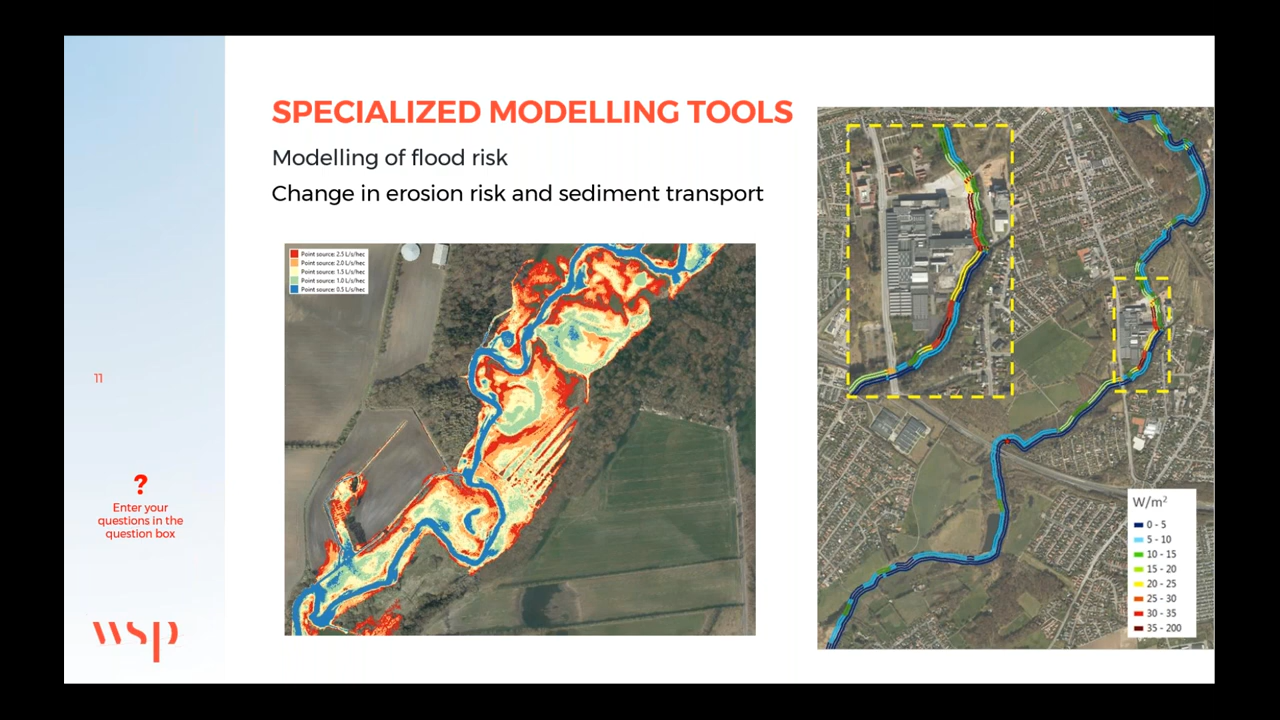 SPECIALIZED MODELLING TOOLS
Modelling of flood risk
Change in erosion risk and sediment transport
Point source: 2.5 L/s/hec
Point source: 2.0 L/s/hec
Point source: 1.5 L/s/hec
Point source: 1.0 L/s/hec
Point source: 0.5 L/s/hec
W/m²
0 - 5
5 - 10
10 - 15
15 - 20
20 - 25
25 - 30
30 - 35
35 - 200
11
?
Enter your
questions in the
question box
wsp